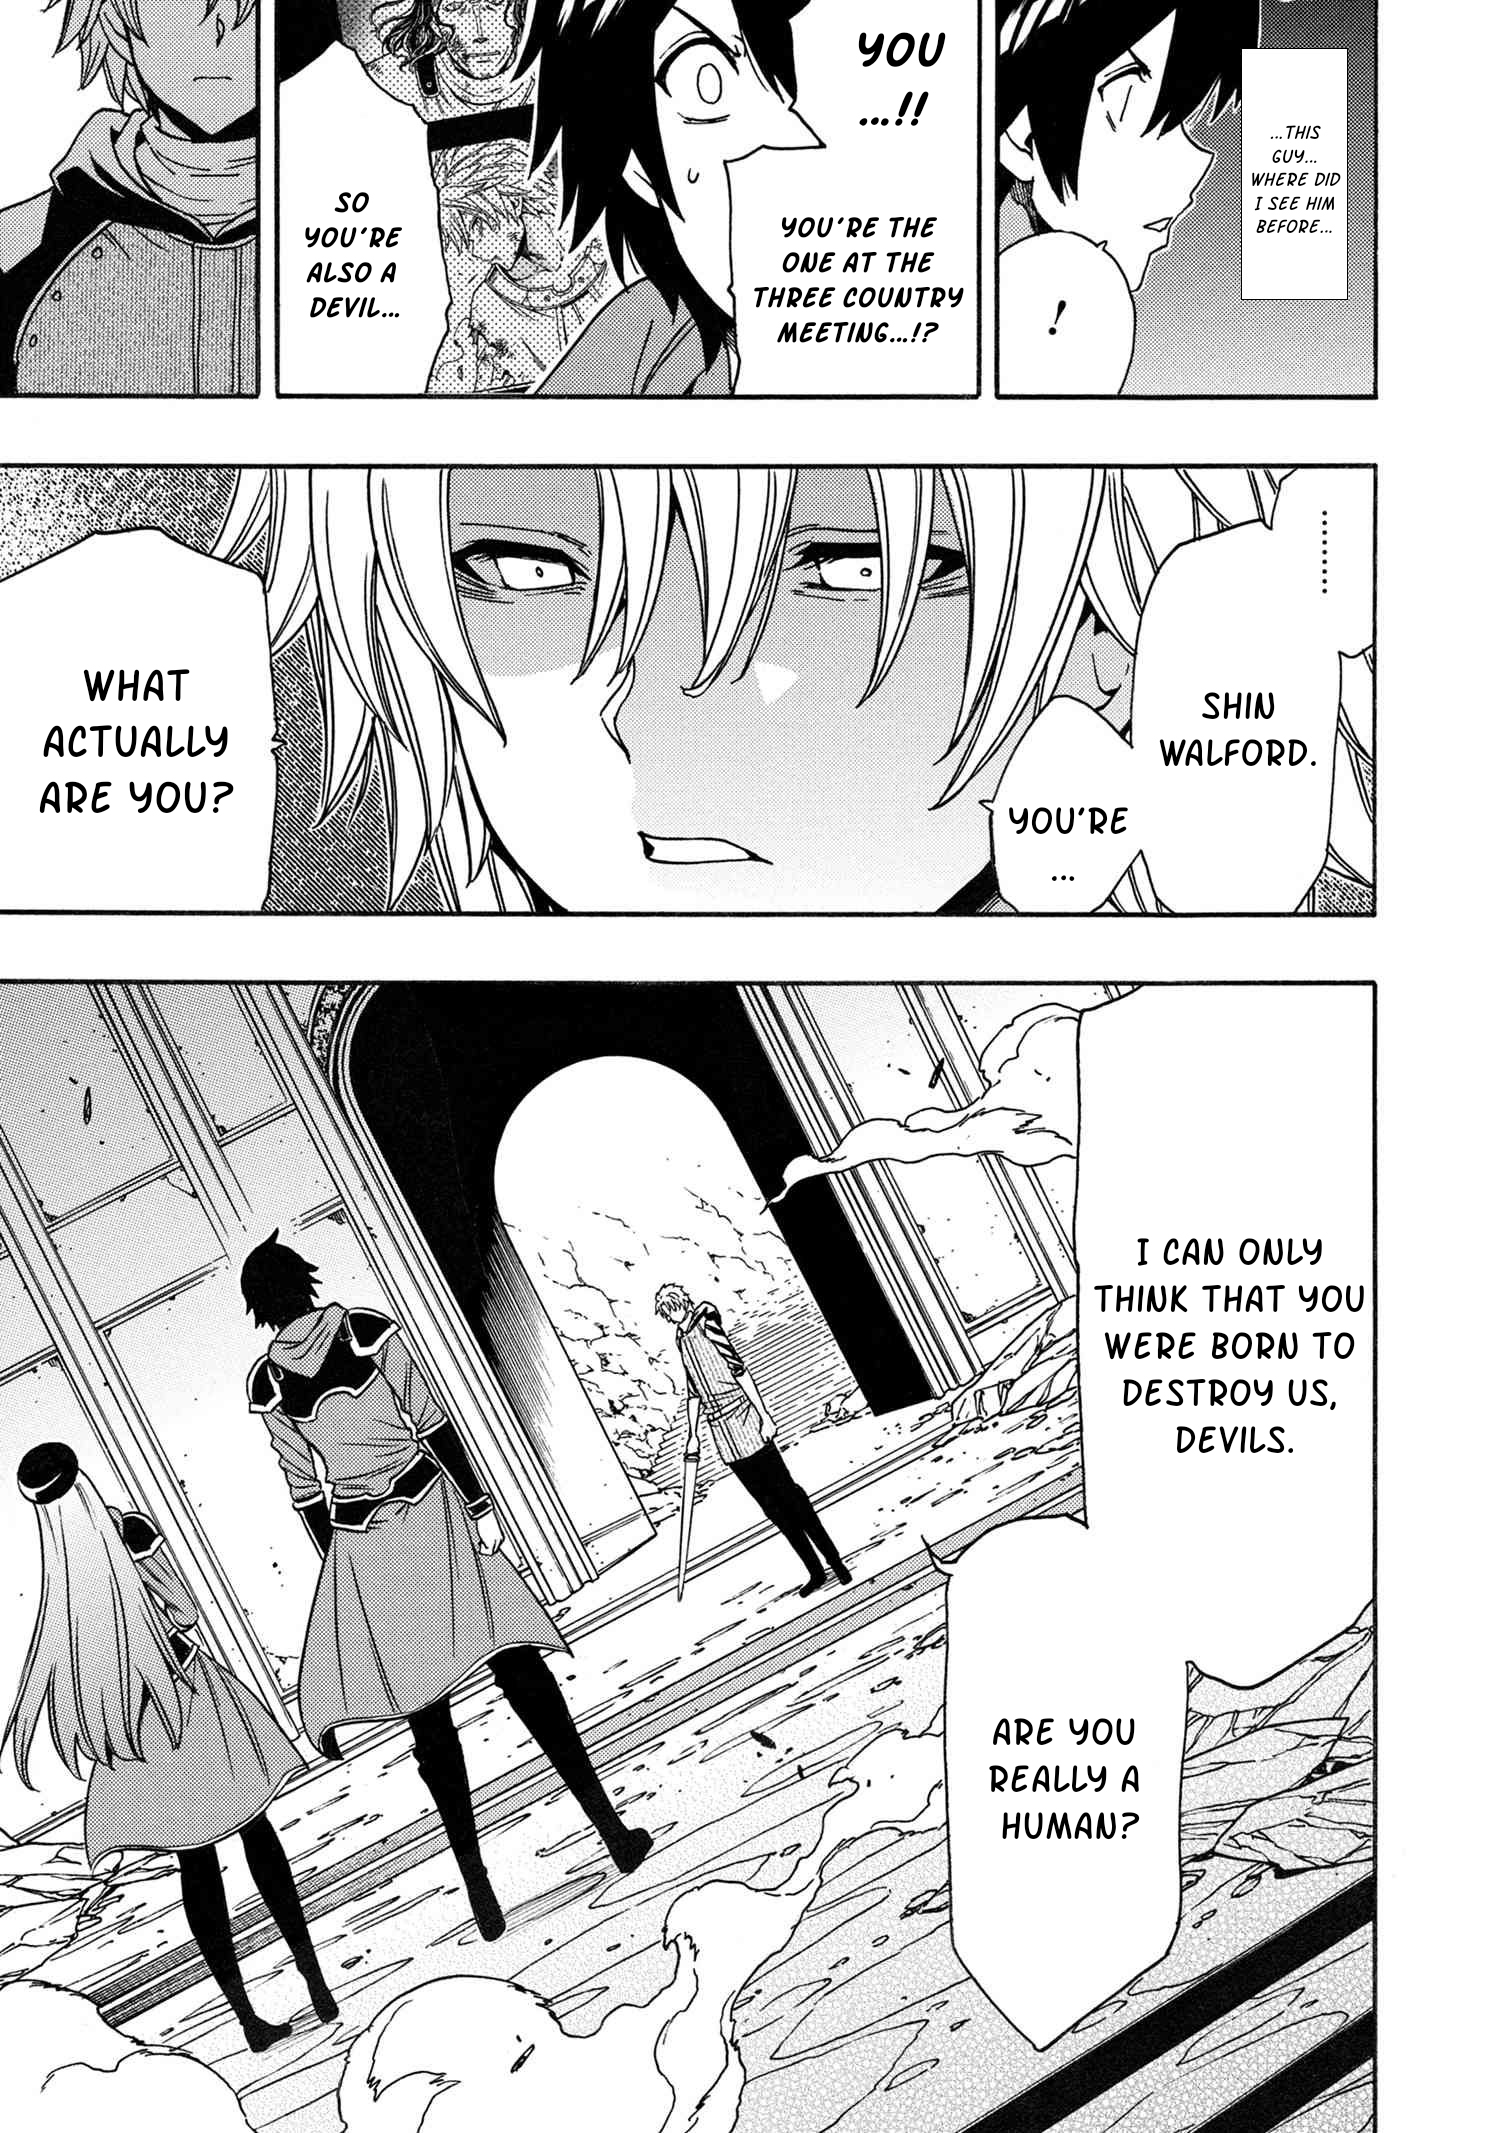 ...THIS
GUY...
WHERE DID
I SEE HIM
BEFORE...
!
YOU
...!!
YOU'RE THE
ONE AT THE
THREE COUNTRY
MEETING...!?
SO
YOU'RE
ALSO A
DEVIL...
.........
SHIN
WALFORD.
YOU'RE
...
WHAT
ACTUALLY
ARE YOU?
I CAN ONLY
THINK THAT YOU
WERE BORN TO
DESTROY US,
DEVILS.
ARE YOU
REALLY A
HUMAN?